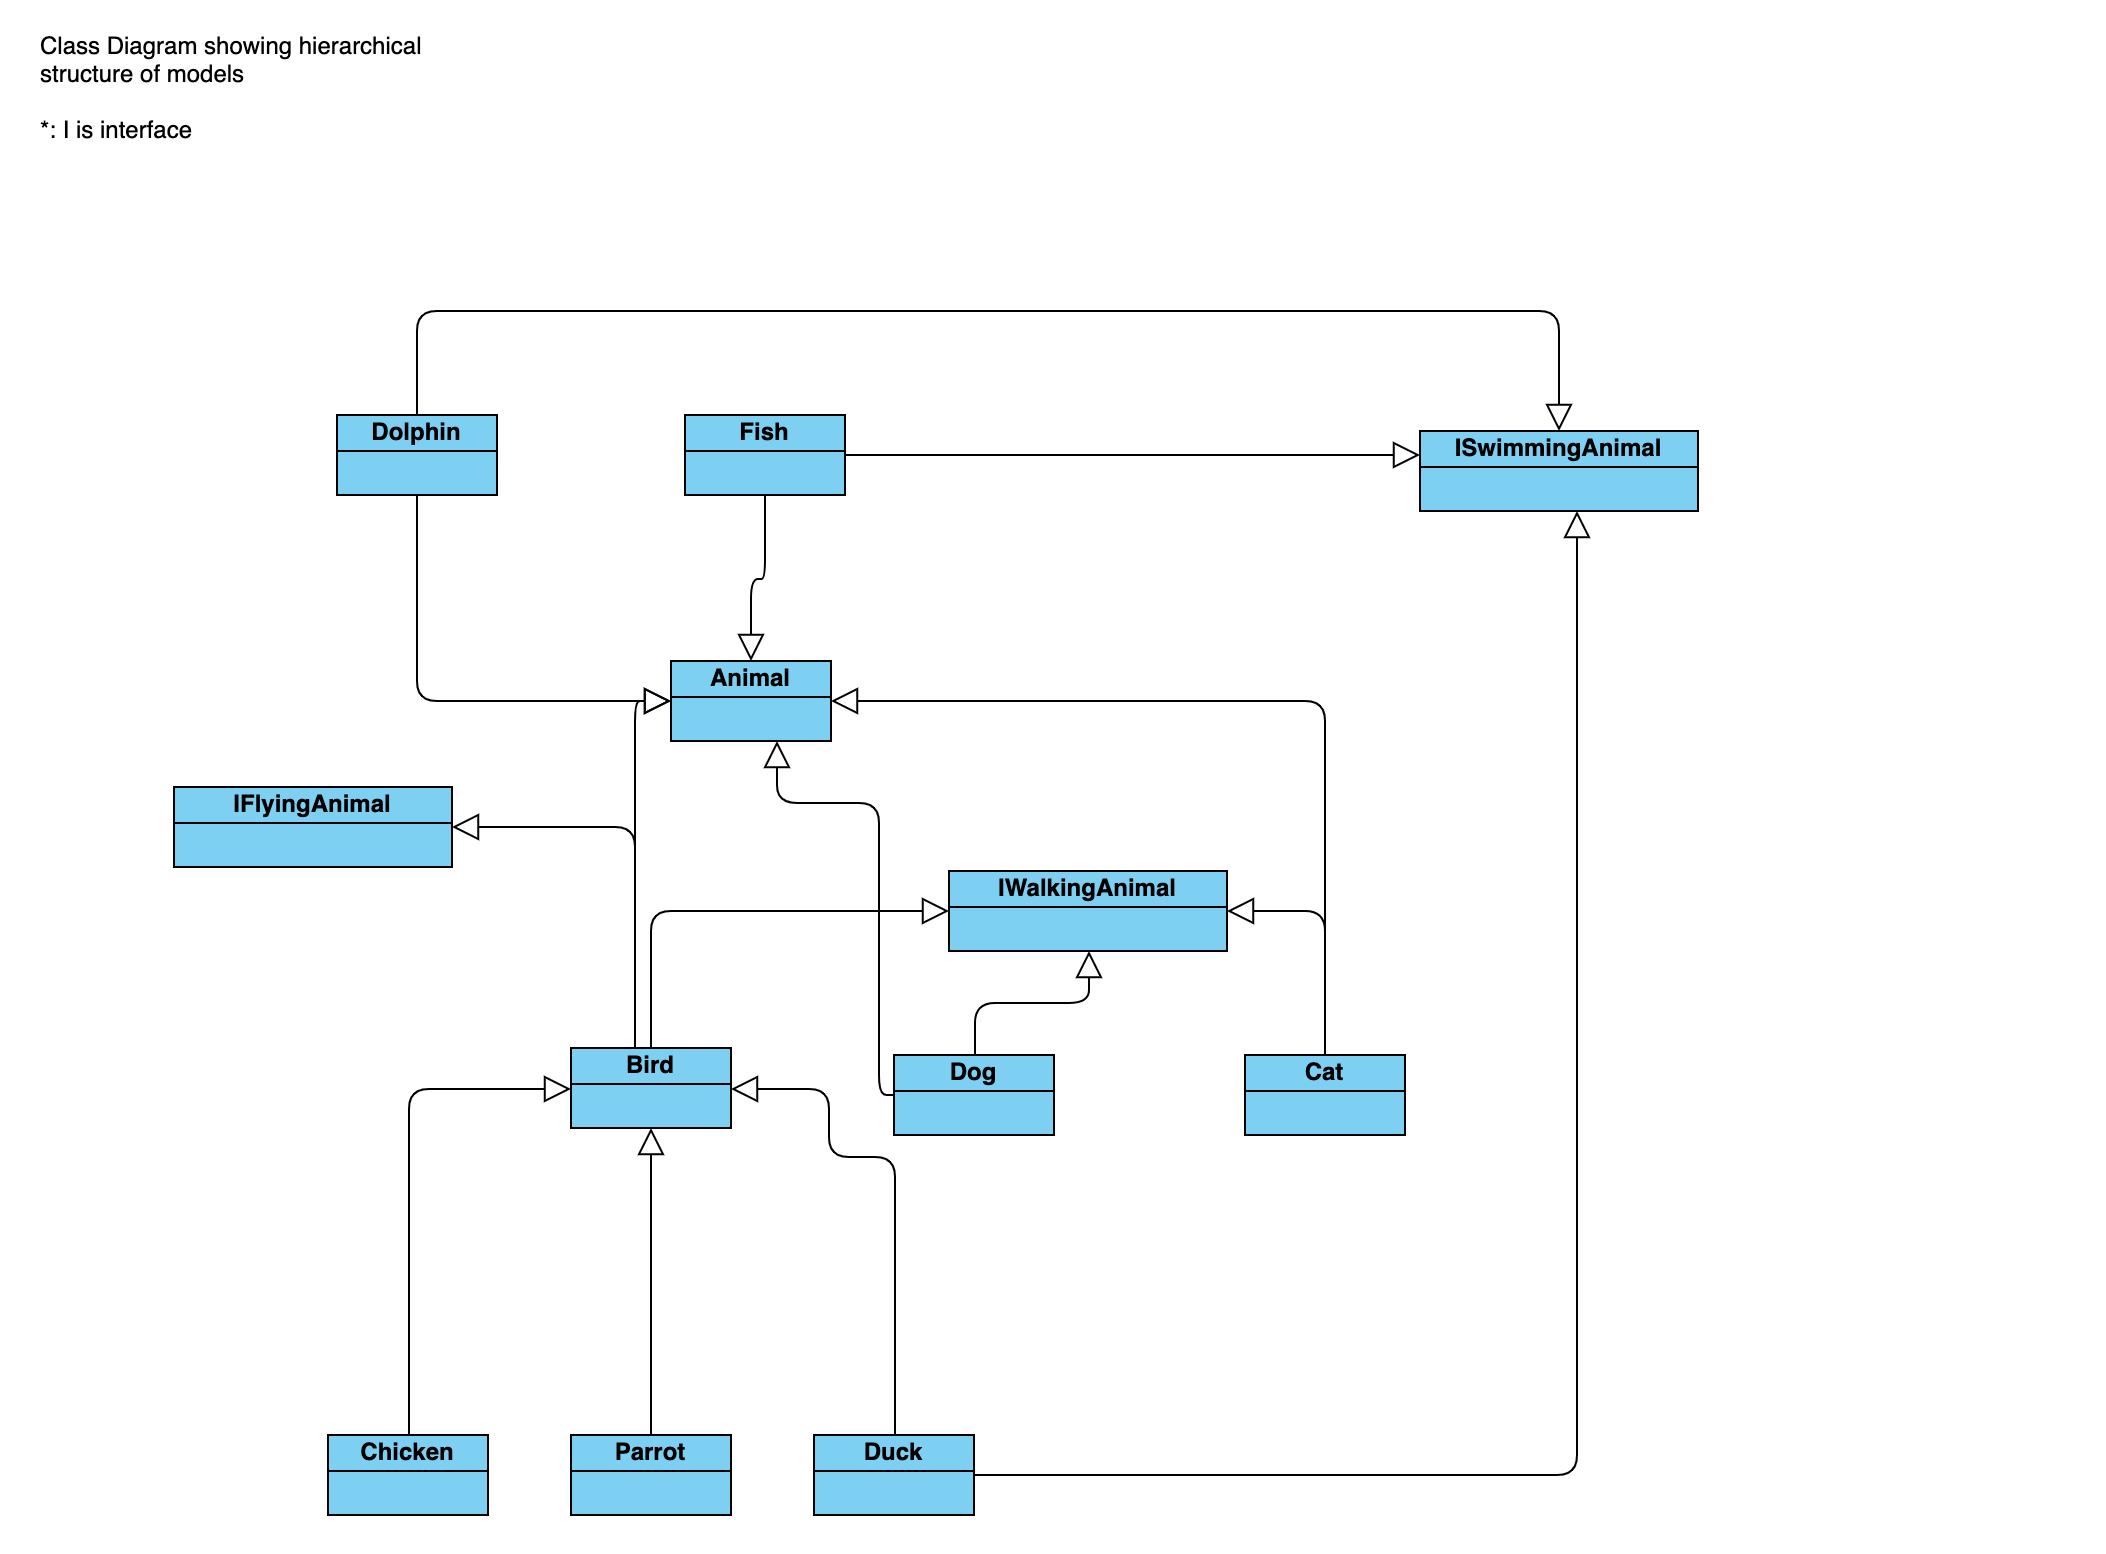 Class Diagram showing hierarchical
structure of models
*: I is interface
Dolphin
Fish
ISwimmingAnimal
Animal
IFlyingAnimal
IWalkingAnimal
Bird
Dog
Cat
Chicken
Parrot
Duck